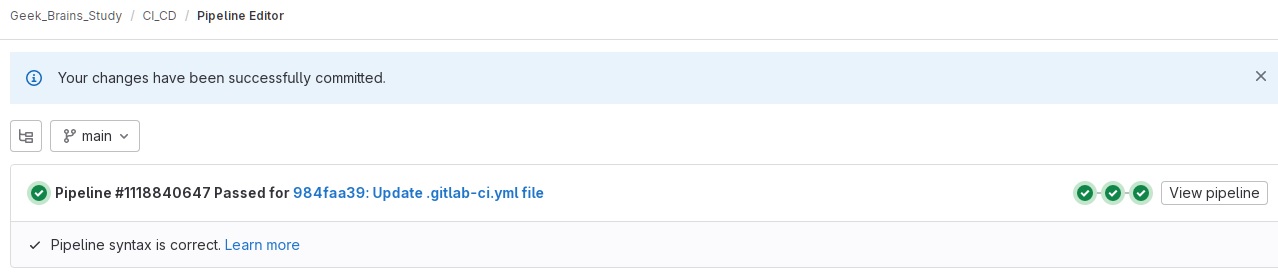 Geek_Brains_Study / CI_CD / Pipeline Editor
Your changes have been successfully committed.
main
Pipeline #1118840647 Passed for 984faa39: Update .gitlab-ci.yml file View pipeline
Pipeline syntax is correct. Learn more